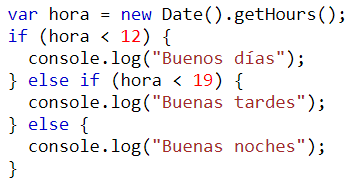 var hora = new Date().getHours();
if (hora < 12) {
  console.log("Buenos días");
} else if (hora < 19) {
  console.log("Buenas tardes");
} else {
  console.log("Buenas noches");
}